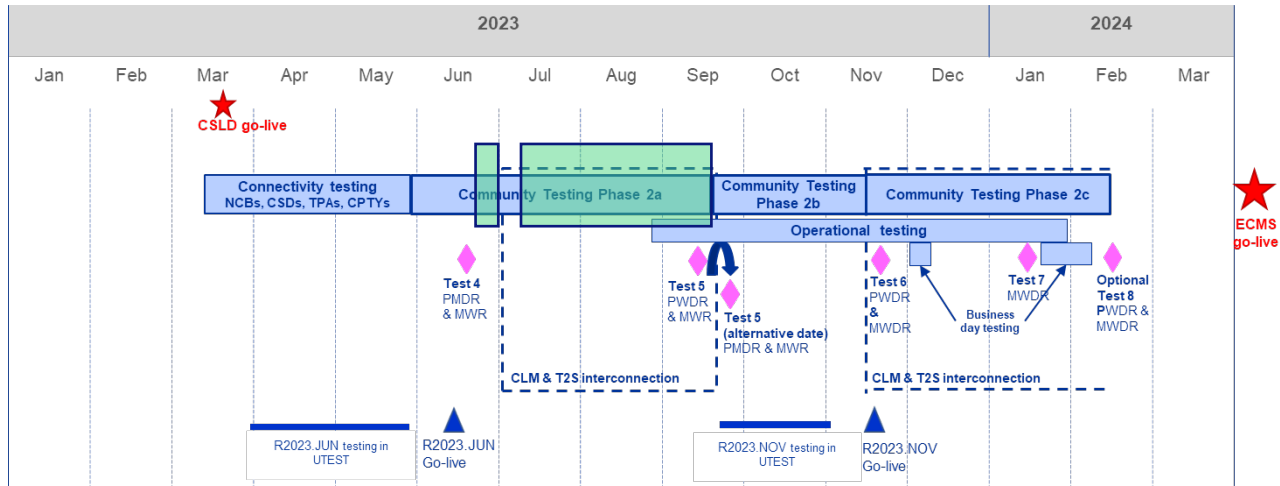 2023
2024
Jan
Feb
Mar
Apr
May
Jun
Jul
Aug
Sep
Oct
Nov
Dec
Jan
Feb
Mar
CSLD go-live
Connectivity testing
NCBs, CSDs, TPAs, CPTYs
Community Testing Phase 2a
Community Testing
Phase 2b
Community Testing Phase 2c
Operational testing
ECMS
go-live
Test 4
PMDR
& MWR
Test 5
PWDR
& MWR
Test 5
(alternative date)
PMDR & MWR
Test 6
PWDR
&
MWDR
Business
day testing
Test 7
MWDR
Optional
Test 8
PWDR &
MWDR
CLM & T2S interconnection
CLM & T2S interconnection
R2023.JUN testing in
UTEST
R2023.JUN
Go-live
R2023.NOV testing in
UTEST
R2023.NOV
Go-live